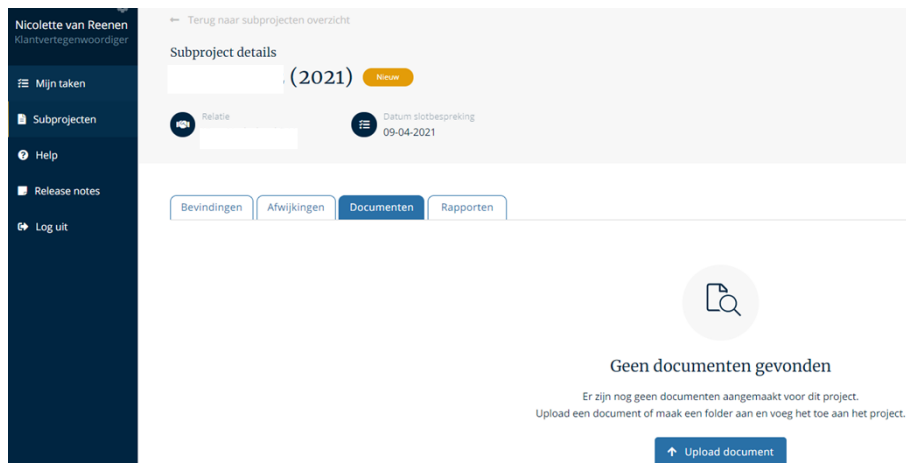 Nicolette van Reenen
Klantvertegenwoordiger
Mijn taken
Subprojecten
Help
Release notes
Log uit
← Terug naar subprojecten overzicht
Subproject details
(2021) Nieuw
Relatie
Datum slotbespreking
09-04-2021
Bevindingen Afwijkingen Documenten Rapporten
Geen documenten gevonden
Er zijn nog geen documenten aangemaakt voor dit project.
Upload een document of maak een folder aan en voeg het toe aan het project.
Upload document